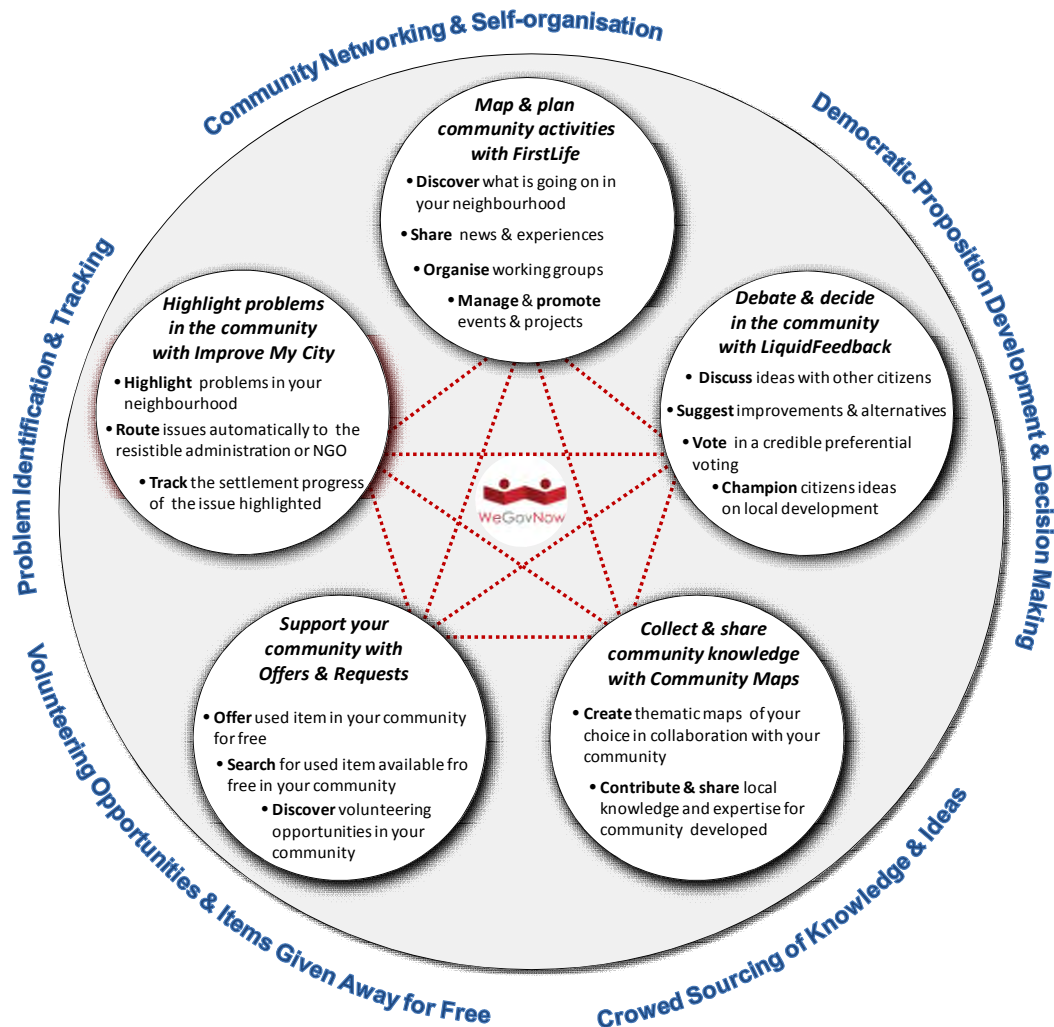 Community Networking & Self-organisation
Democratic Proposition Development & Decision Making
Problem Identification & Tracking
Volunteering Opportunities & Items Given Away for Free
Crowed Sourcing of Knowledge & Ideas
Map & plan
community activities
with FirstLife
• Discover what is going on in
your neighbourhood
• Share news & experiences
• Organise working groups
• Manage & promote
events & projects
Highlight problems
in the community
with Improve My City
• Highlight problems in your
neighbourhood
• Route issues automatically to the
resistible administration or NGO
• Track the settlement progress
of the issue highlighted
Debate & decide
in the community
with LiquidFeedback
• Discuss ideas with other citizens
• Suggest improvements & alternatives
• Vote in a credible preferential
voting
• Champion citizens ideas
on local development
WeGovNow
Support your
community with
Offers & Requests
• Offer used item in your community
for free
• Search for used item available fro
free in your community
• Discover volunteering
opportunities in your
community
Collect & share
community knowledge
with Community Maps
• Create thematic maps of your
choice in collaboration with your
community
• Contribute & share local
knowledge and expertise for
community developed